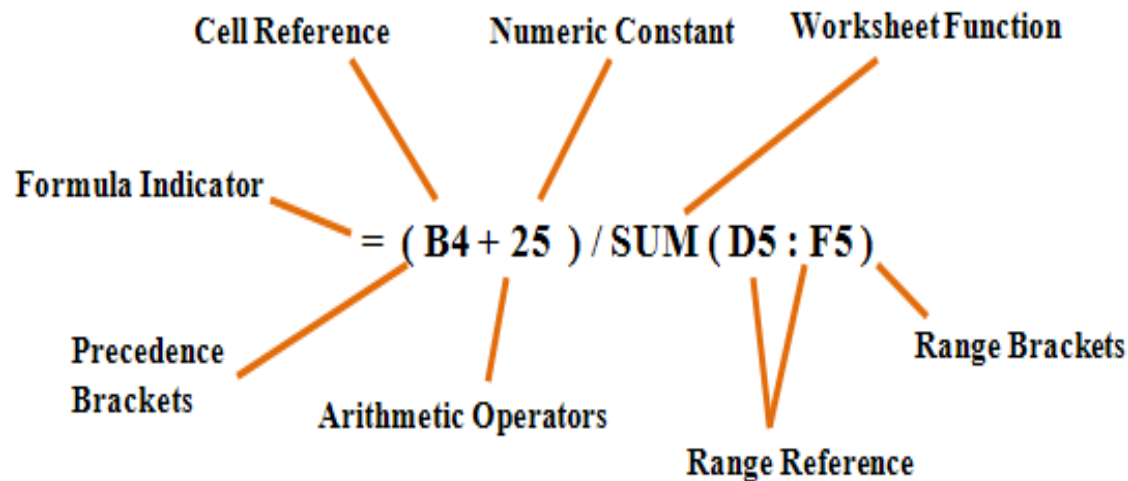 Cell Reference
Numeric Constant
Worksheet Function
Formula Indicator
= ( B4 + 25 ) / SUM ( D5 : F5 )
Precedence
Brackets
Arithmetic Operators
Range Brackets
Range Reference